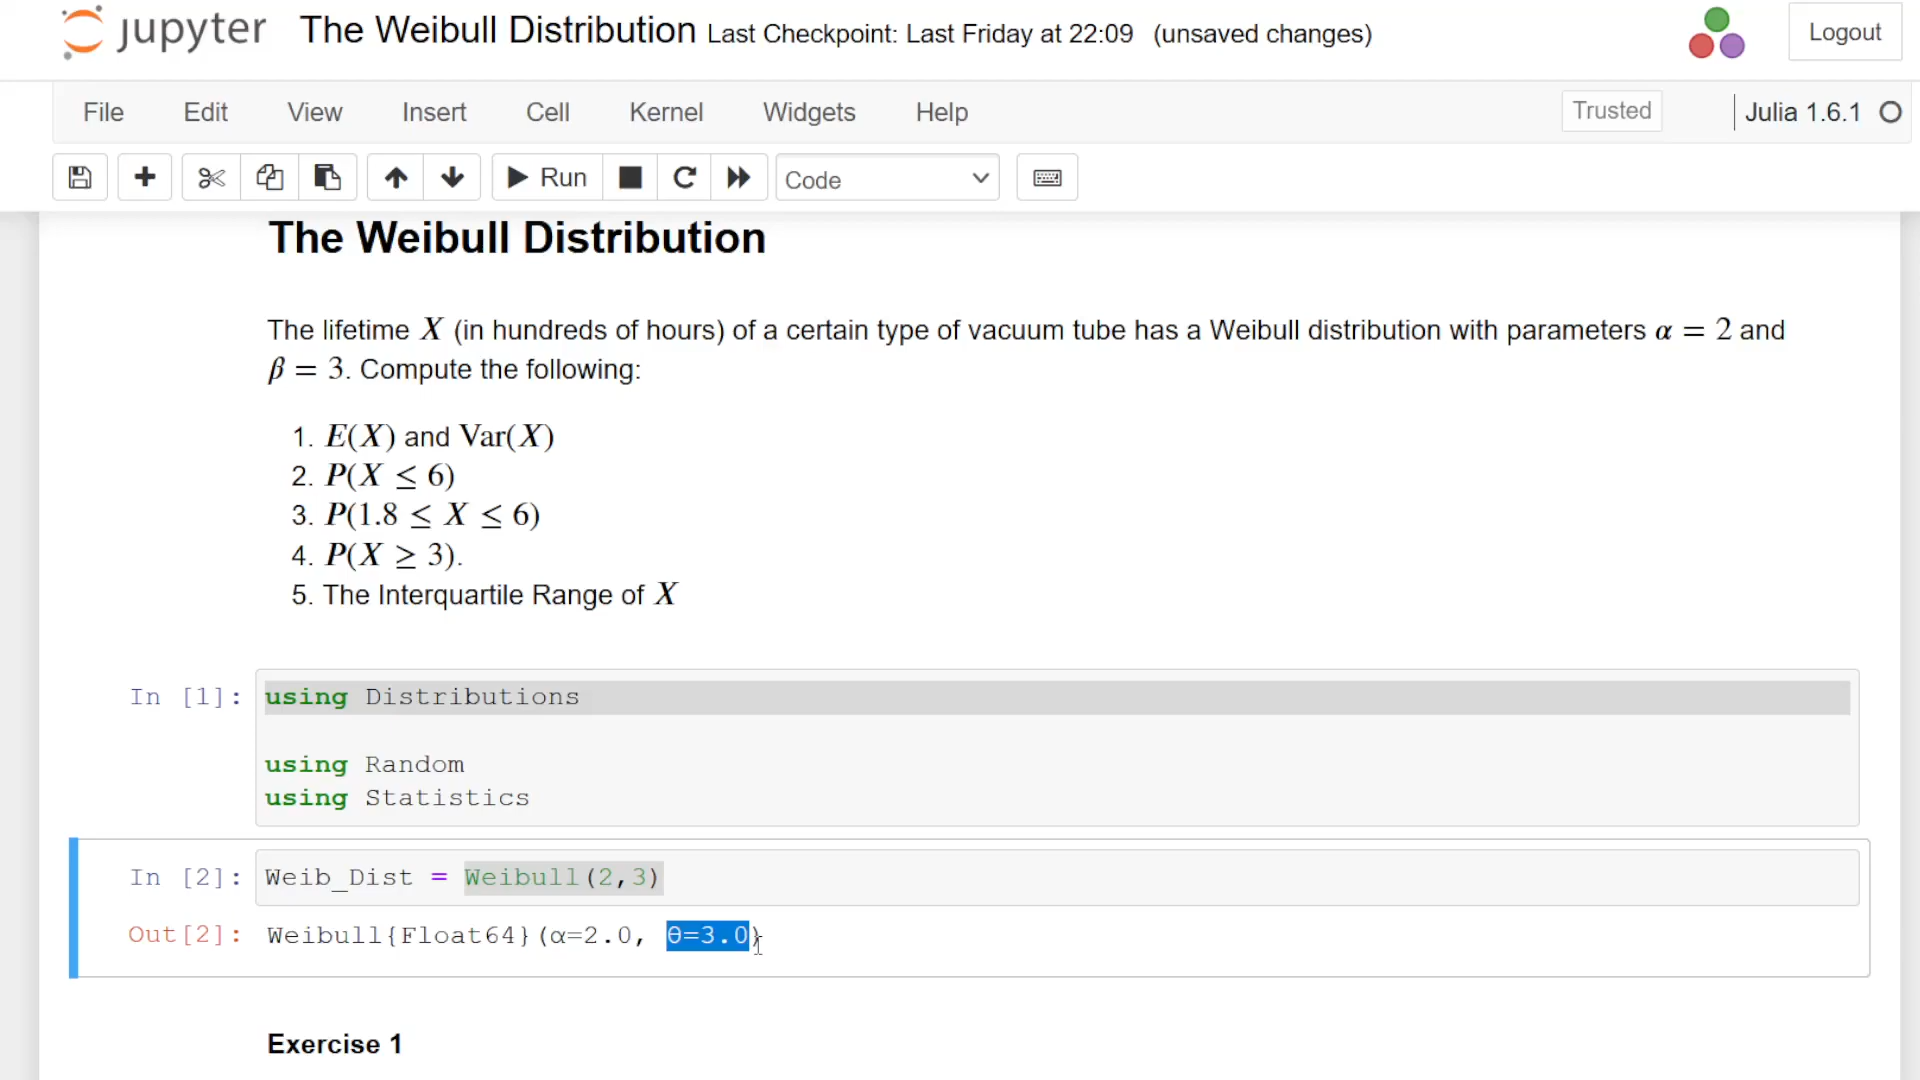 jupyter The Weibull Distribution Last Checkpoint: Last Friday at 22:09 (unsaved changes) Logout
File Edit View Insert Cell Kernel Widgets Help Trusted Julia 1.6.1
Run Code
The Weibull Distribution
The lifetime X (in hundreds of hours) of a certain type of vacuum tube has a Weibull distribution with parameters α = 2 and
β = 3. Compute the following:
1. E(X) and Var(X)
2. P(X ≤ 6)
3. P(1.8 ≤ X ≤ 6)
4. P(X ≥ 3).
5. The Interquartile Range of X
In [1]: using Distributions
using Random
using Statistics
In [2]: Weib_Dist = Weibull(2,3)
Out[2]: Weibull{Float64}(α=2.0, θ=3.0)
Exercise 1